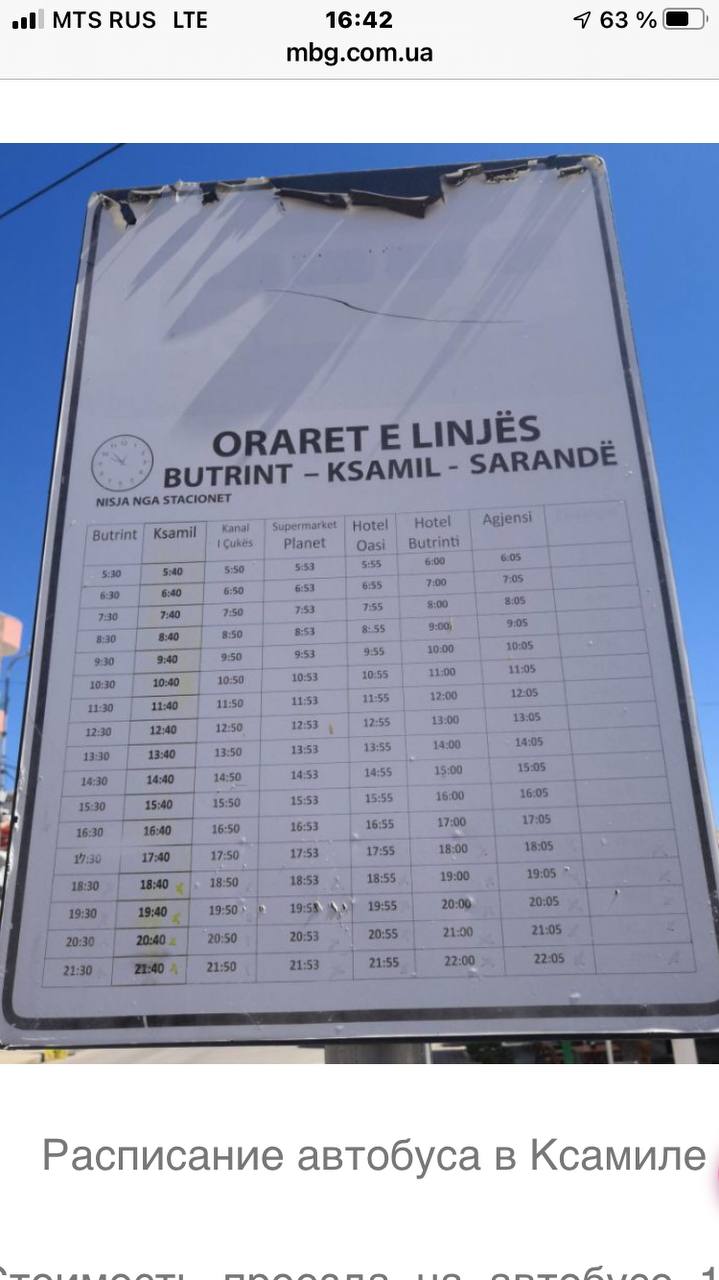 MTS RUS LTE 16:42 63 %
mbg.com.ua
ORARET E LINJËS
BUTRINT – KSAMIL - SARANDË
NISJA NGA STACIONET
Butrint Ksamil Kanal I Çukës Supermarket Planet Hotel Oasi Hotel Butrinti Agjensi
5:30 5:40 5:50 5:53 5:55 6:00 6:05
6:30 6:40 6:50 6:53 6:55 7:00 7:05
7:30 7:40 7:50 7:53 7:55 8:00 8:05
8:30 8:40 8:50 8:53 8:.55 9:00 9:05
9:30 9:40 9:50 9:53 9:55 10:00 10:05
10:30 10:40 10:50 10:53 10:55 11:00 11:05
11:30 11:40 11:50 11:53 11:55 12:00 12:05
12:30 12:40 12:50 12:53 12:55 13:00 13:05
13:30 13:40 13:50 13:53 13:55 14:00 14:05
14:30 14:40 14:50 14:53 14:55 15:00 15:05
15:30 15:40 15:50 15:53 15:55 16:00 16:05
16:30 16:40 16:50 16:53 16:55 17:00 17:05
17:30 17:40 17:50 17:53 17:55 18:00 18:05
18:30 18:40 18:50 18:53 18:55 19:00 19:05
19:30 19:40 19:50 19:53 19:55 20:00 20:05
20:30 20:40 20:50 20:53 20:55 21:00 21:05
21:30 21:40 21:50 21:53 21:55 22:00 22:05
Расписание автобуса в Ксамиле
проезда на автобусе 1